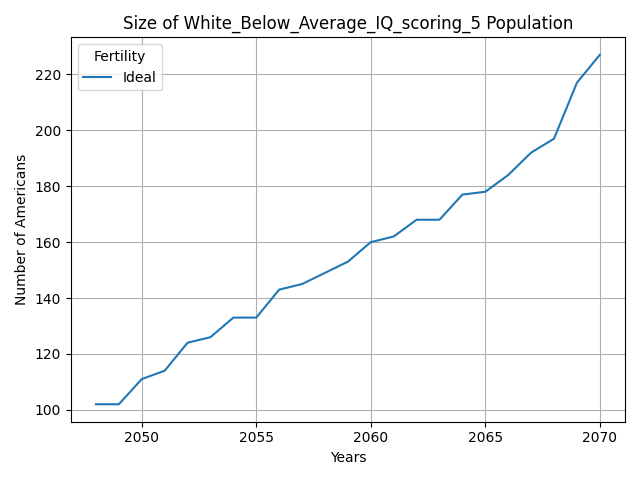 Size of White_Below_Average_IQ_scoring_5 Population
Fertility
Ideal
220
200
180
160
140
120
100
Number of Americans
2050 2055 2060 2065 2070
Years